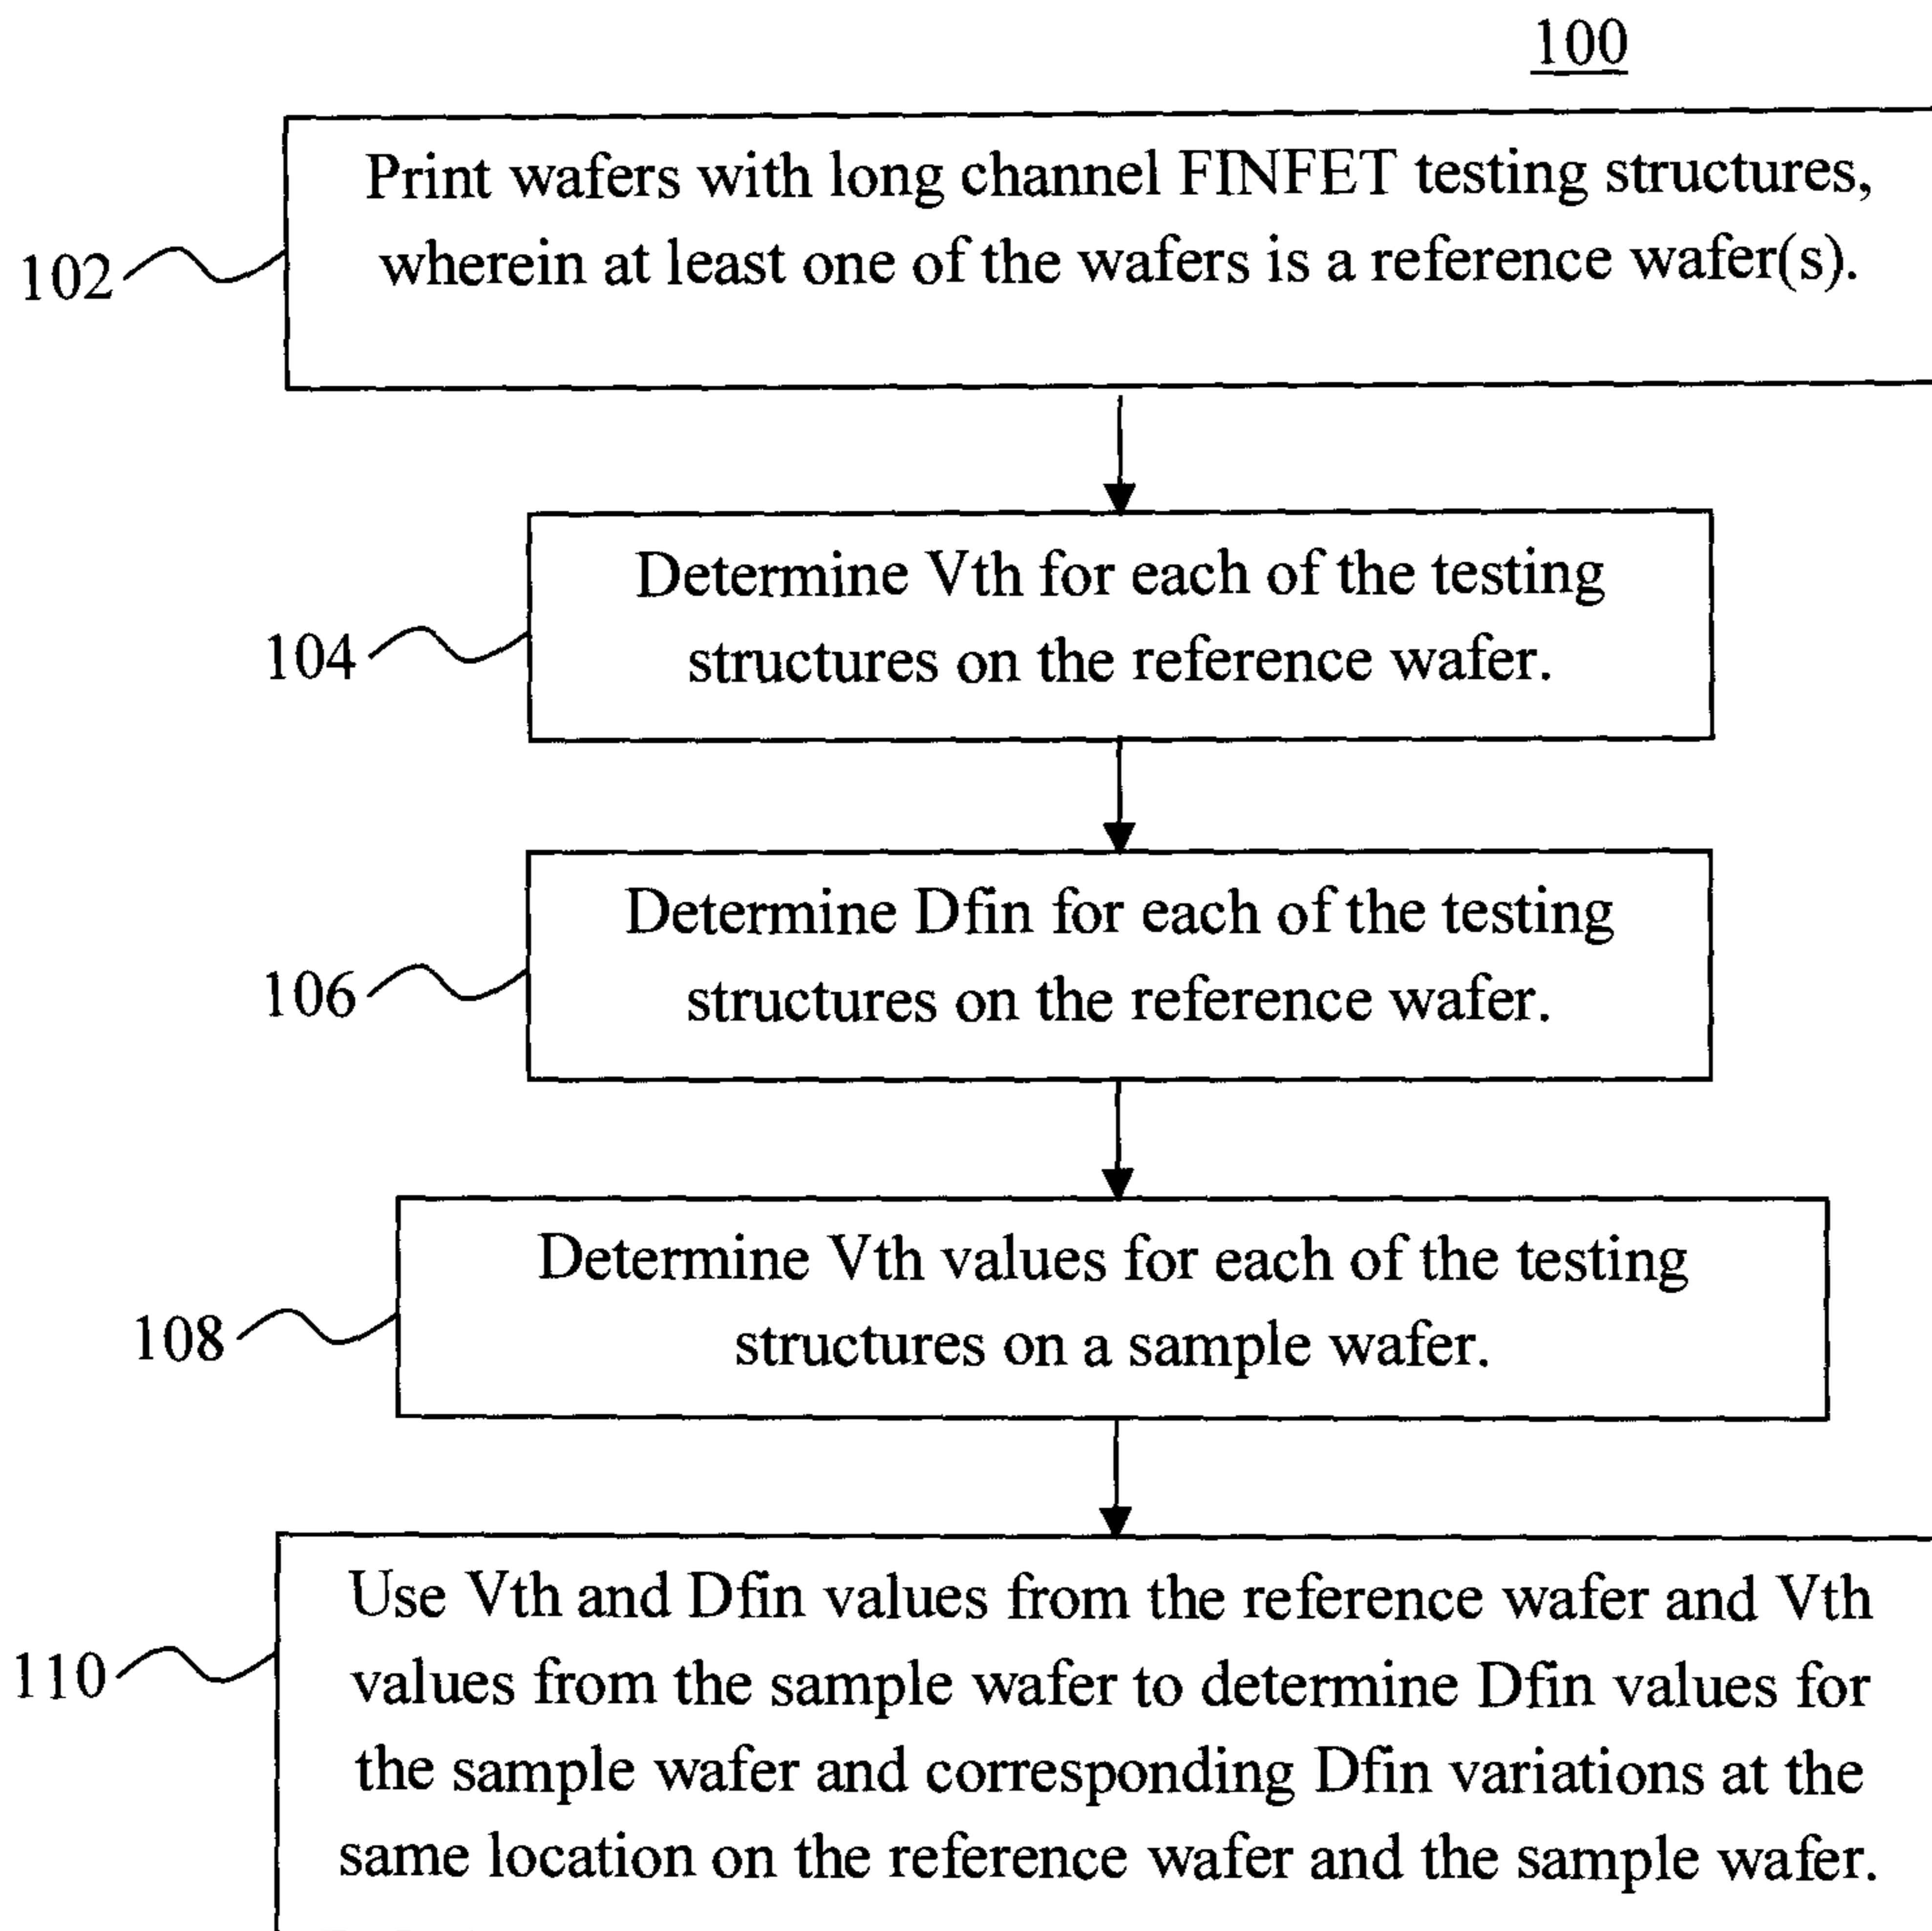 100
Print wafers with long channel FINFET testing structures,
wherein at least one of the wafers is a reference wafer(s).
102
Determine Vth for each of the testing
structures on the reference wafer.
104
Determine Dfin for each of the testing
structures on the reference wafer.
106
Determine Vth values for each of the testing
structures on a sample wafer.
108
Use Vth and Dfin values from the reference wafer and Vth
values from the sample wafer to determine Dfin values for
the sample wafer and corresponding Dfin variations at the
same location on the reference wafer and the sample wafer.
110